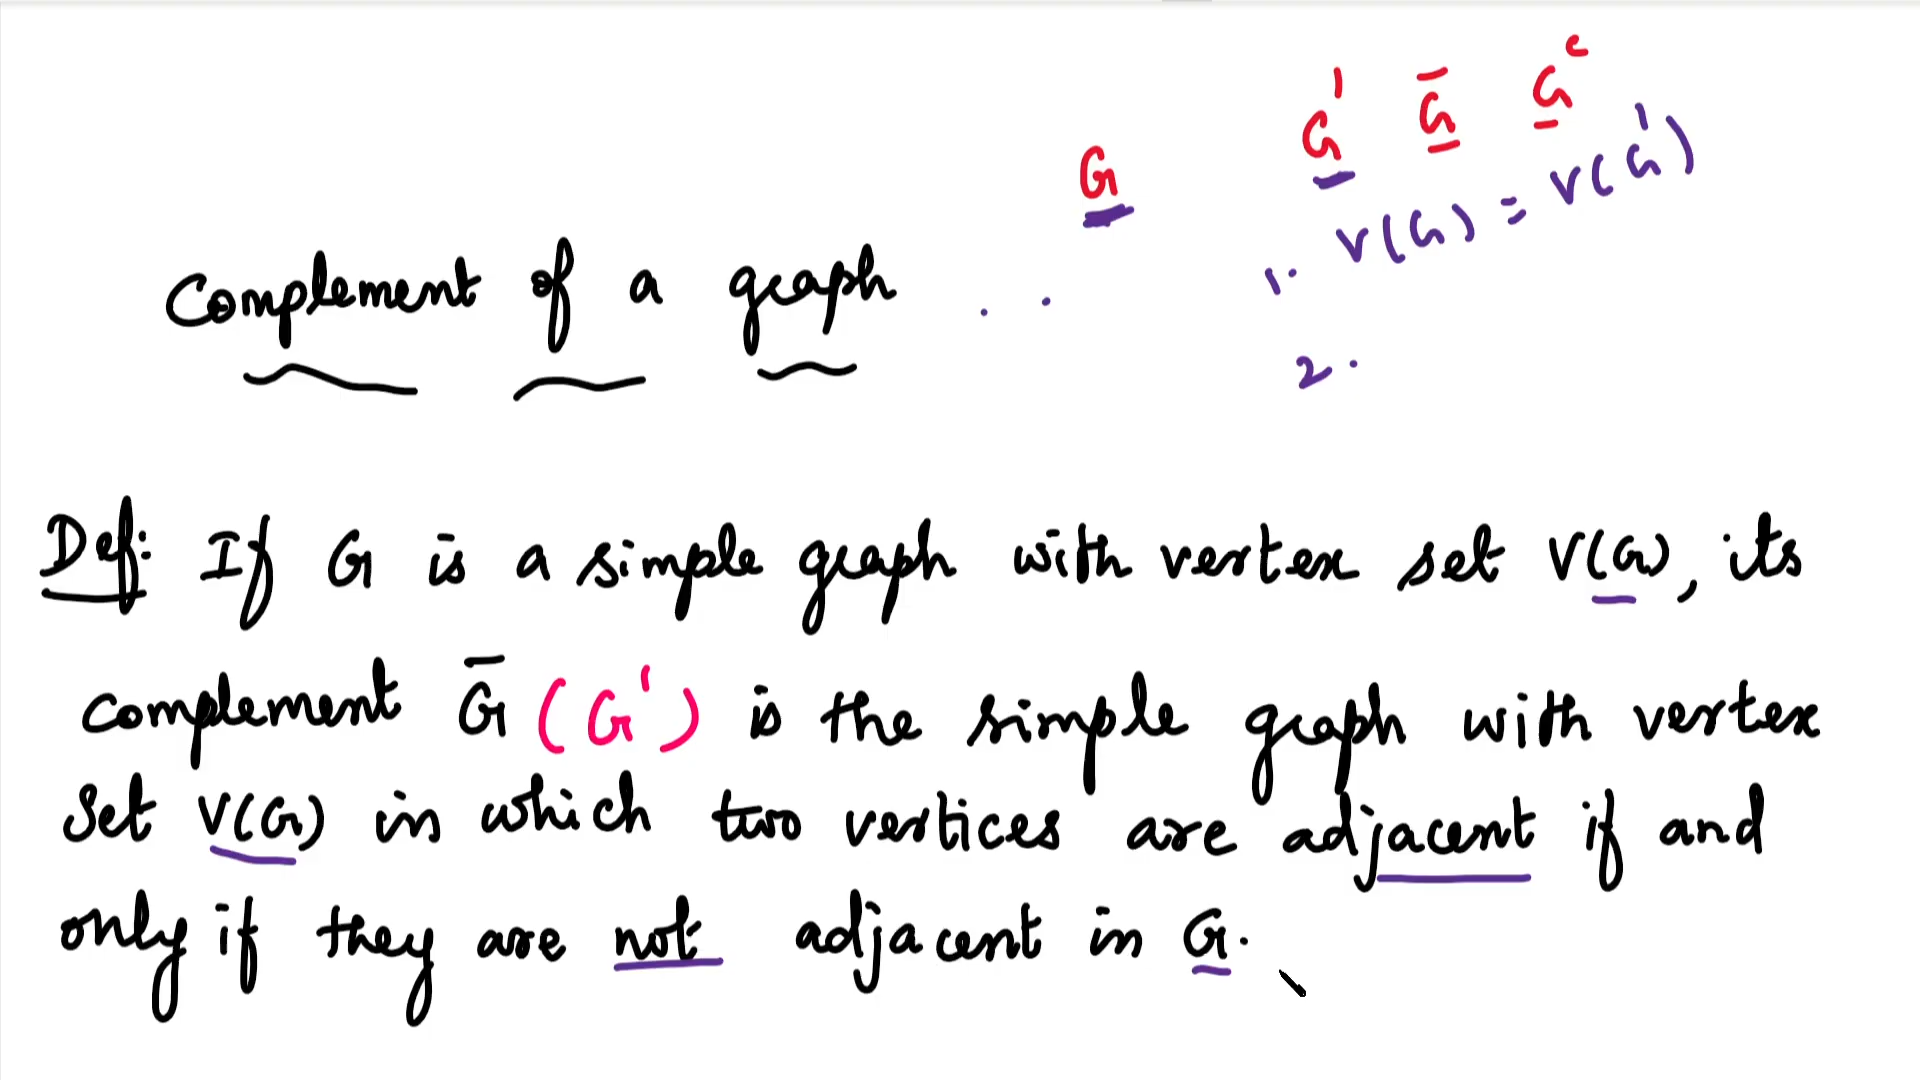 G G' G̅ Gᶜ
1. V(G) = V(G')
Complement of a graph
2.
Def: If G is a simple graph with vertex set V(G), its
complement G̅ (G') is the simple graph with vertex
Set V(G) in which two vertices are adjacent if and
only if they are not adjacent in G.